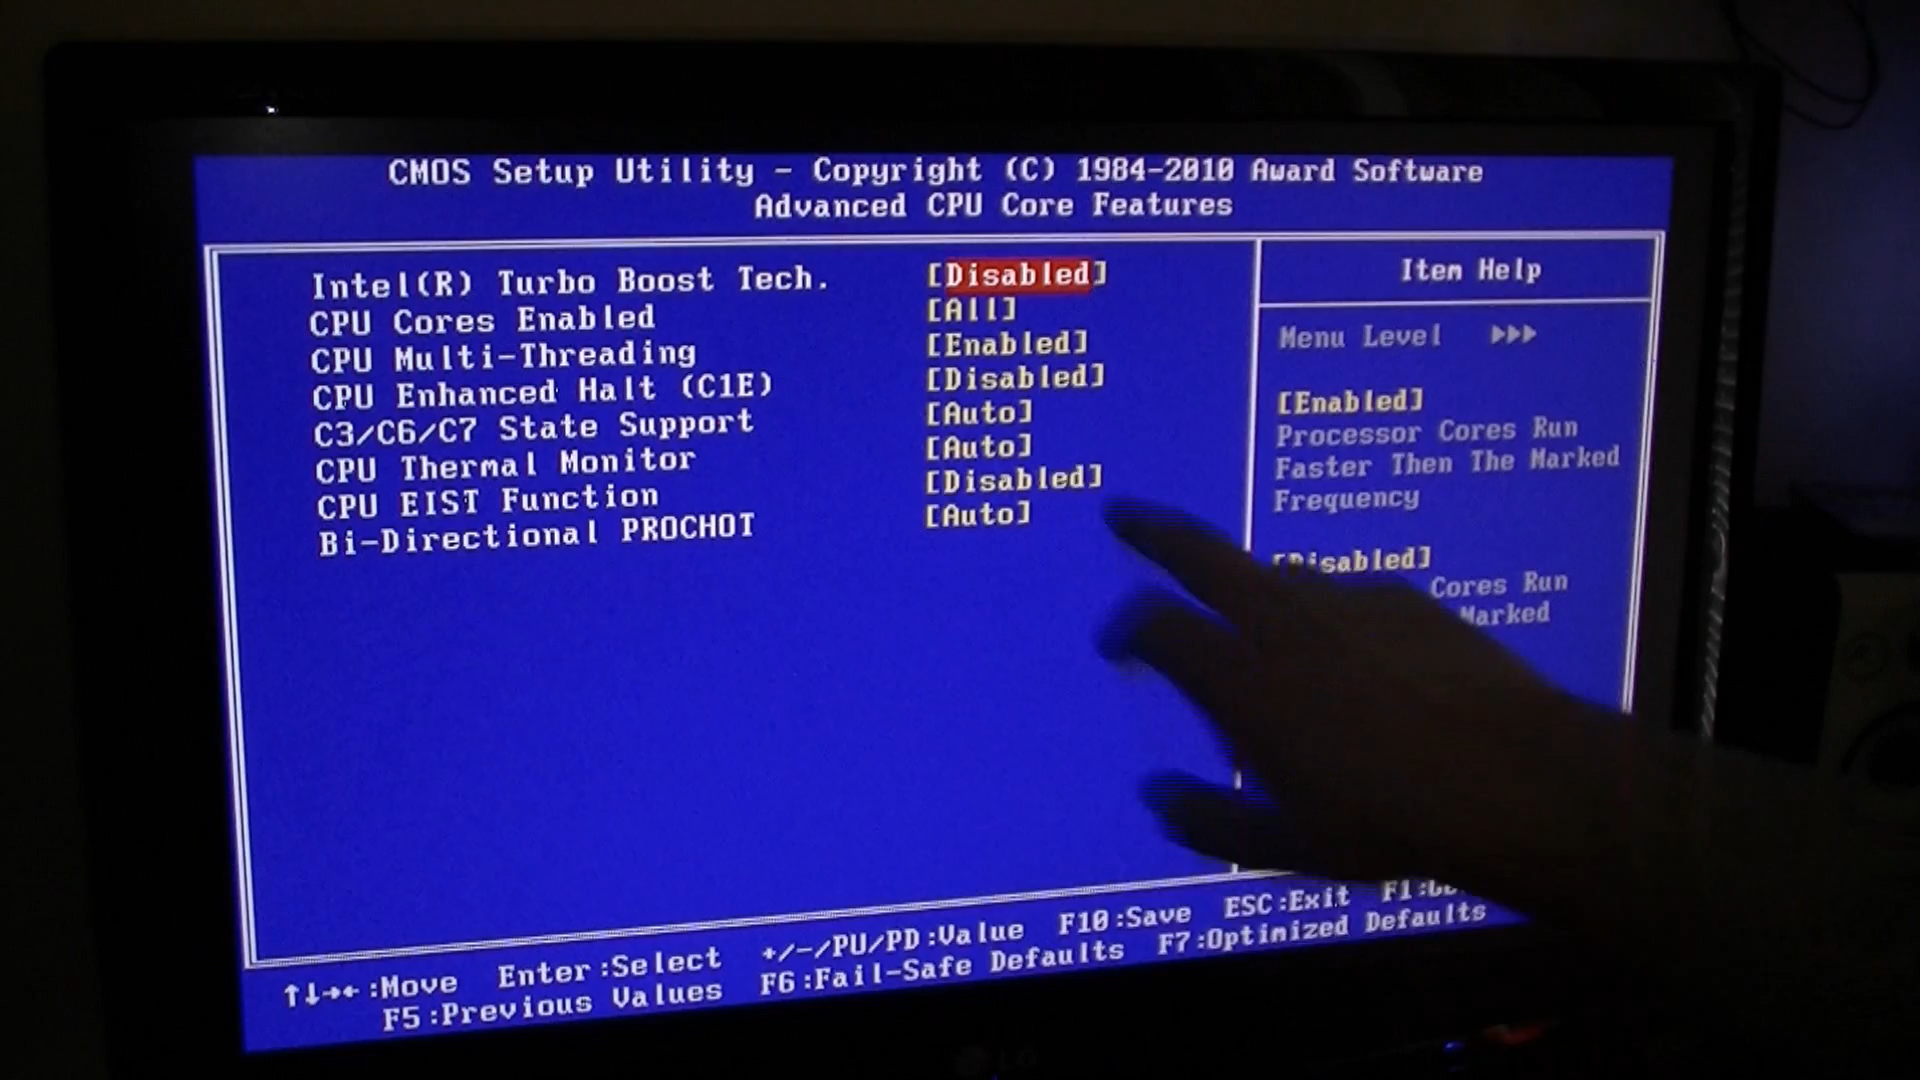 CMOS Setup Utility - Copyright (C) 1984-2010 Award Software
Advanced CPU Core Features
Intel(R) Turbo Boost Tech. [Disabled]
CPU Cores Enabled [All]
CPU Multi-Threading [Enabled]
CPU Enhanced Halt (C1E) [Disabled]
C3/C6/C7 State Support [Auto]
CPU Thermal Monitor [Auto]
CPU EIST Function [Disabled]
Bi-Directional PROCHOT [Auto]
Item Help
Menu Level ►►►
[Enabled]
Processor Cores Run
Faster Then The Marked
Frequency
[Disabled]
Cores Run
Marked
↑↓→←:Move Enter:Select +/-/PU/PD:Value F10:Save ESC:Exit F1:
F5:Previous Values F6:Fail-Safe Defaults F7:Optimized Defaults
LG